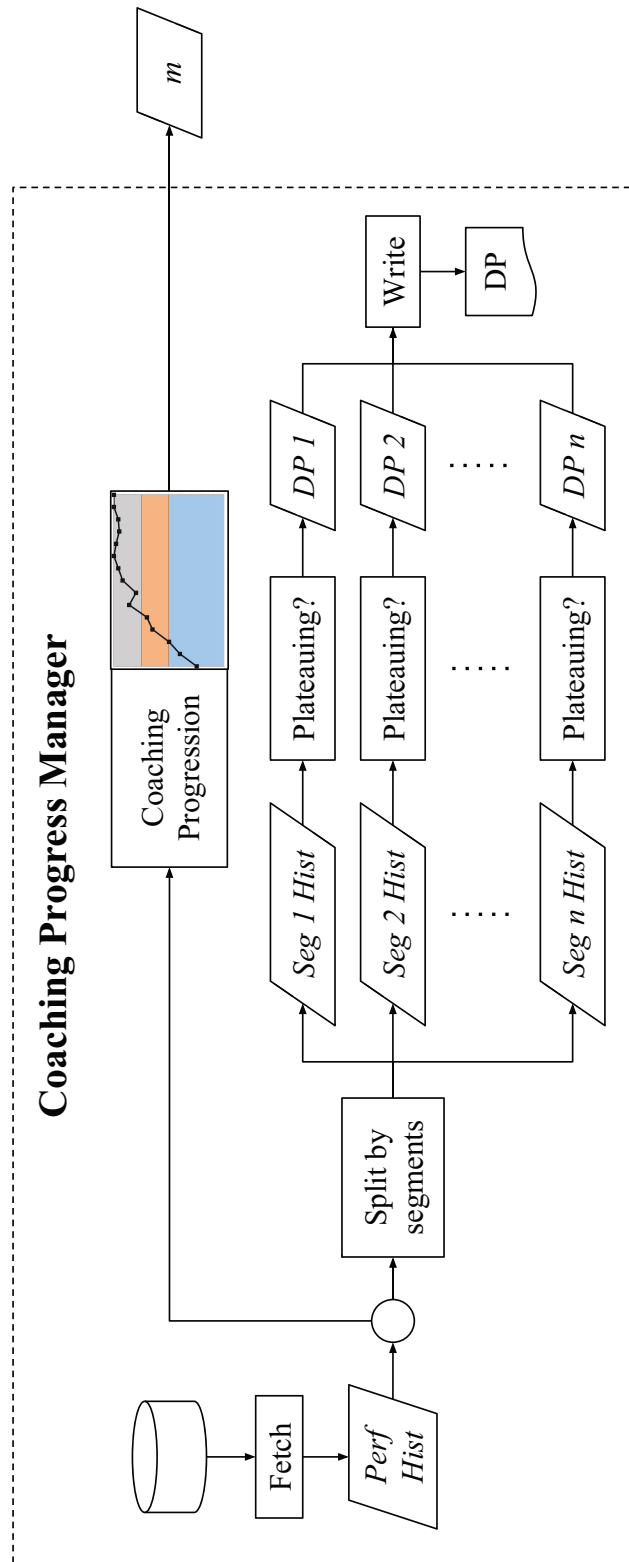 Coaching Progress Manager
Fetch
Perf
Hist
Split by
segments
Coaching
Progression
m
Seg 1 Hist
Plateauing?
DP 1
Seg 2 Hist
Plateauing?
DP 2
. . . . .
. . . . .
. . . . .
Seg n Hist
Plateauing?
DP n
Write
DP